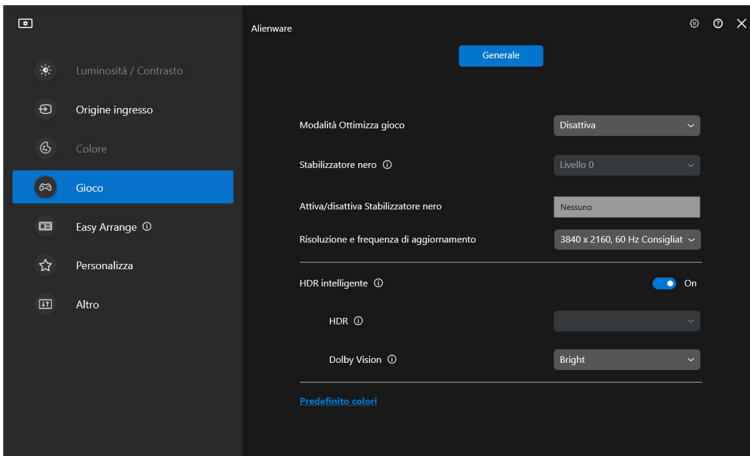 Alienware
Generale
Luminosità / Contrasto
Origine ingresso
Colore
Gioco
Easy Arrange
Personalizza
Altro
Modalità Ottimizza gioco
Disattiva
Stabilizzatore nero
Livello 0
Attiva/disattiva Stabilizzatore nero
Nessuno
Risoluzione e frequenza di aggiornamento
3840 x 2160, 60 Hz Consigliat
HDR intelligente
On
HDR
Dolby Vision
Bright
Predefinito colori